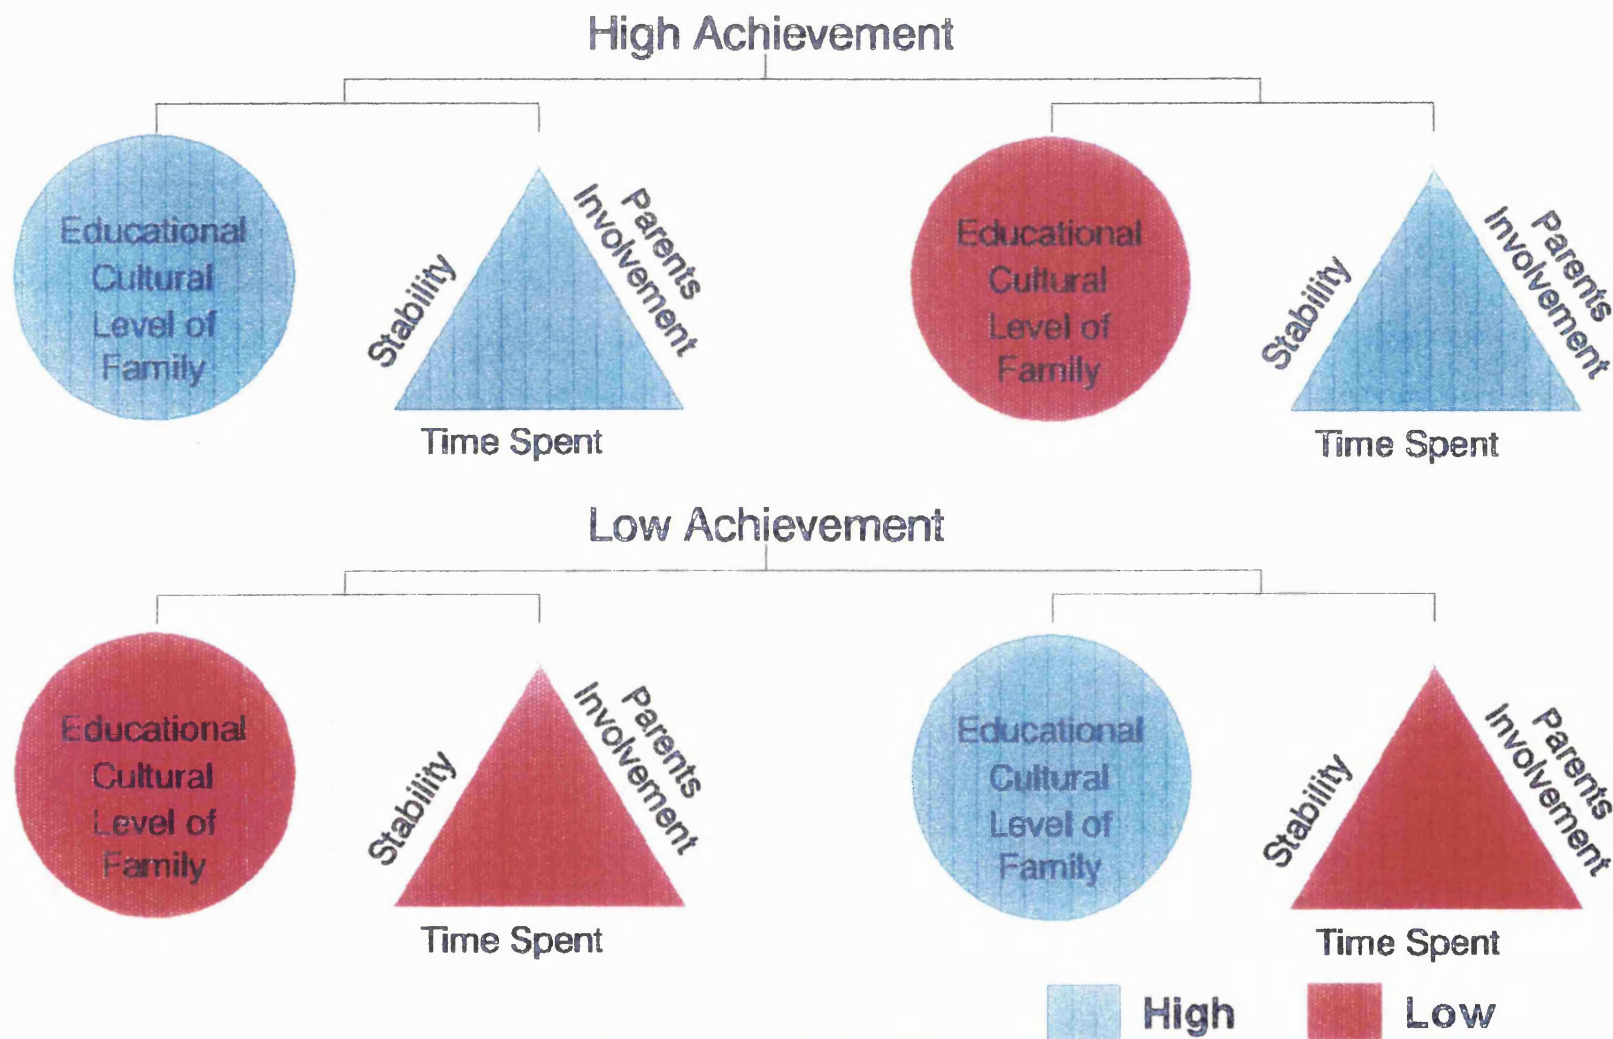 High Achievement
Educational
Cultural
Level of
Family
Stability
Parents
Involvement
Time Spent
Educational
Cultural
Level of
Family
Stability
Parents
Involvement
Time Spent
Low Achievement
Educational
Cultural
Level of
Family
Stability
Parents
Involvement
Time Spent
Educational
Cultural
Level of
Family
Stability
Parents
Involvement
Time Spent
High
Low